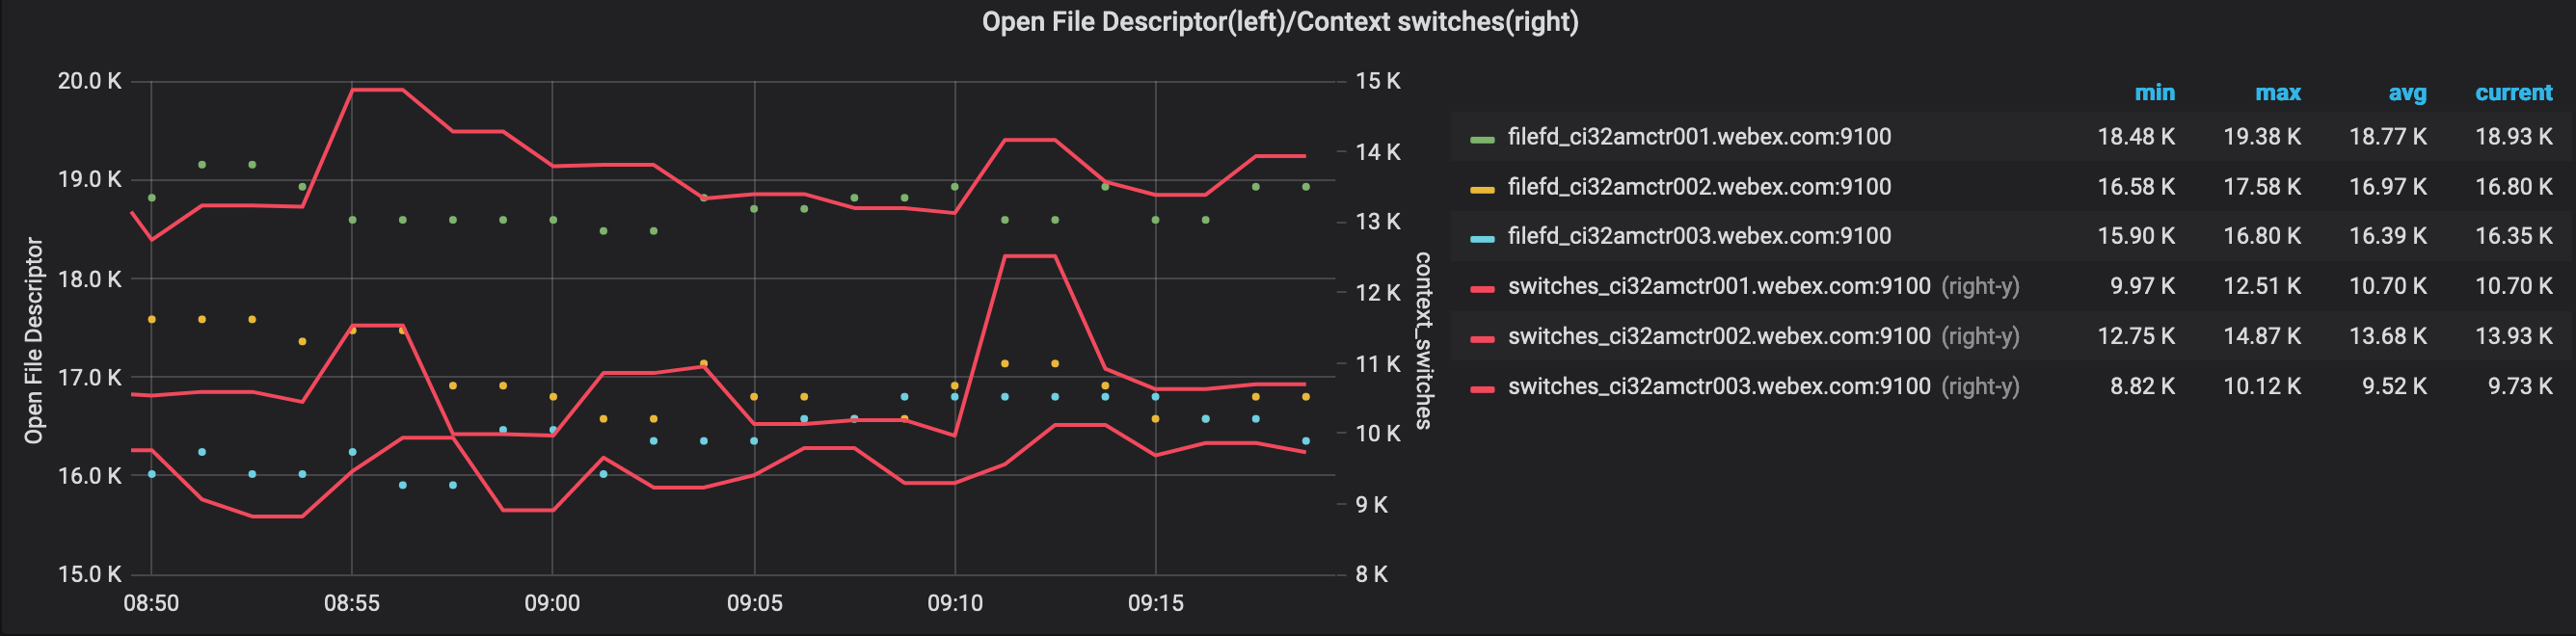 Open File Descriptor(left)/Context switches(right)
Open File Descriptor
20.0 K
19.0 K
18.0 K
17.0 K
16.0 K
15.0 K
08:50 08:55 09:00 09:05 09:10 09:15
15 K
14 K
13 K
12 K
11 K
10 K
9 K
8 K
context_switches
min max avg current
filefd_ci32amctr001.webex.com:9100 18.48 K 19.38 K 18.77 K 18.93 K
filefd_ci32amctr002.webex.com:9100 16.58 K 17.58 K 16.97 K 16.80 K
filefd_ci32amctr003.webex.com:9100 15.90 K 16.80 K 16.39 K 16.35 K
switches_ci32amctr001.webex.com:9100 (right-y) 9.97 K 12.51 K 10.70 K 10.70 K
switches_ci32amctr002.webex.com:9100 (right-y) 12.75 K 14.87 K 13.68 K 13.93 K
switches_ci32amctr003.webex.com:9100 (right-y) 8.82 K 10.12 K 9.52 K 9.73 K